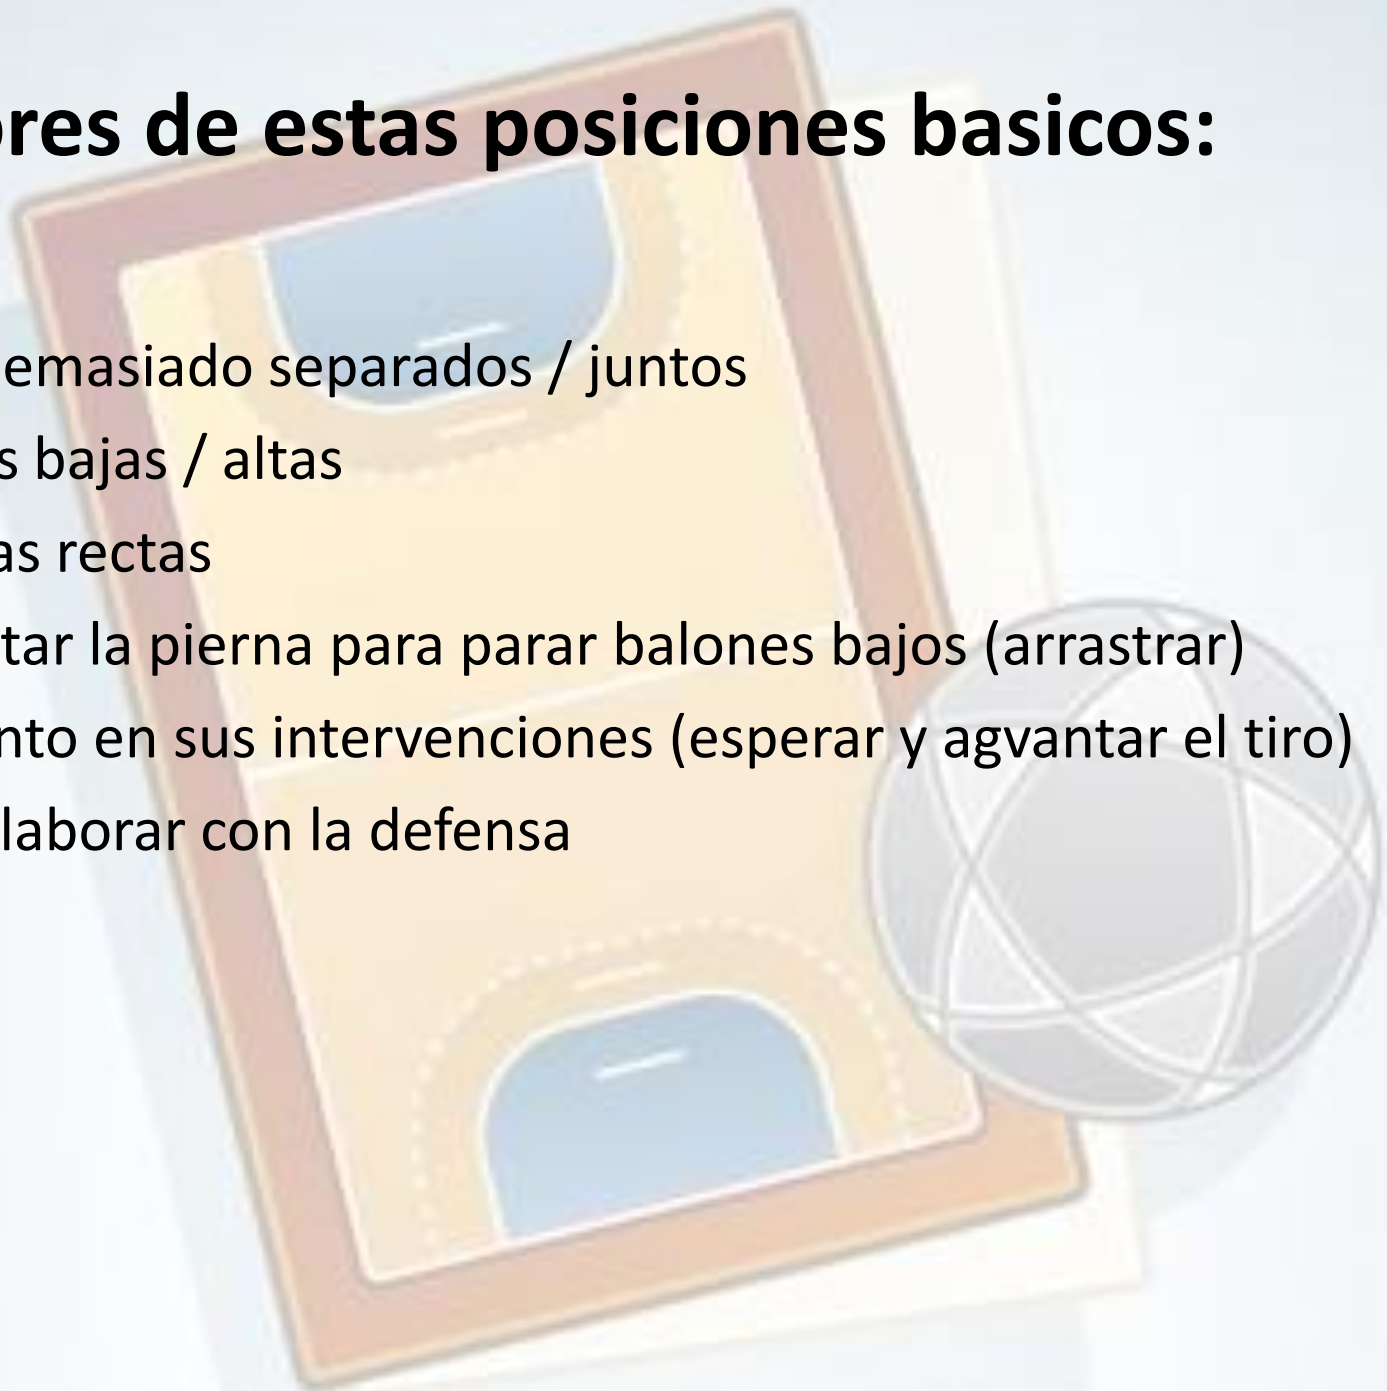 ores de estas posiciones basicos:
emasiado separados / juntos
s bajas / altas
as rectas
tar la pierna para parar balones bajos (arrastrar)
nto en sus intervenciones (esperar y agvantar el tiro)
laborar con la defensa